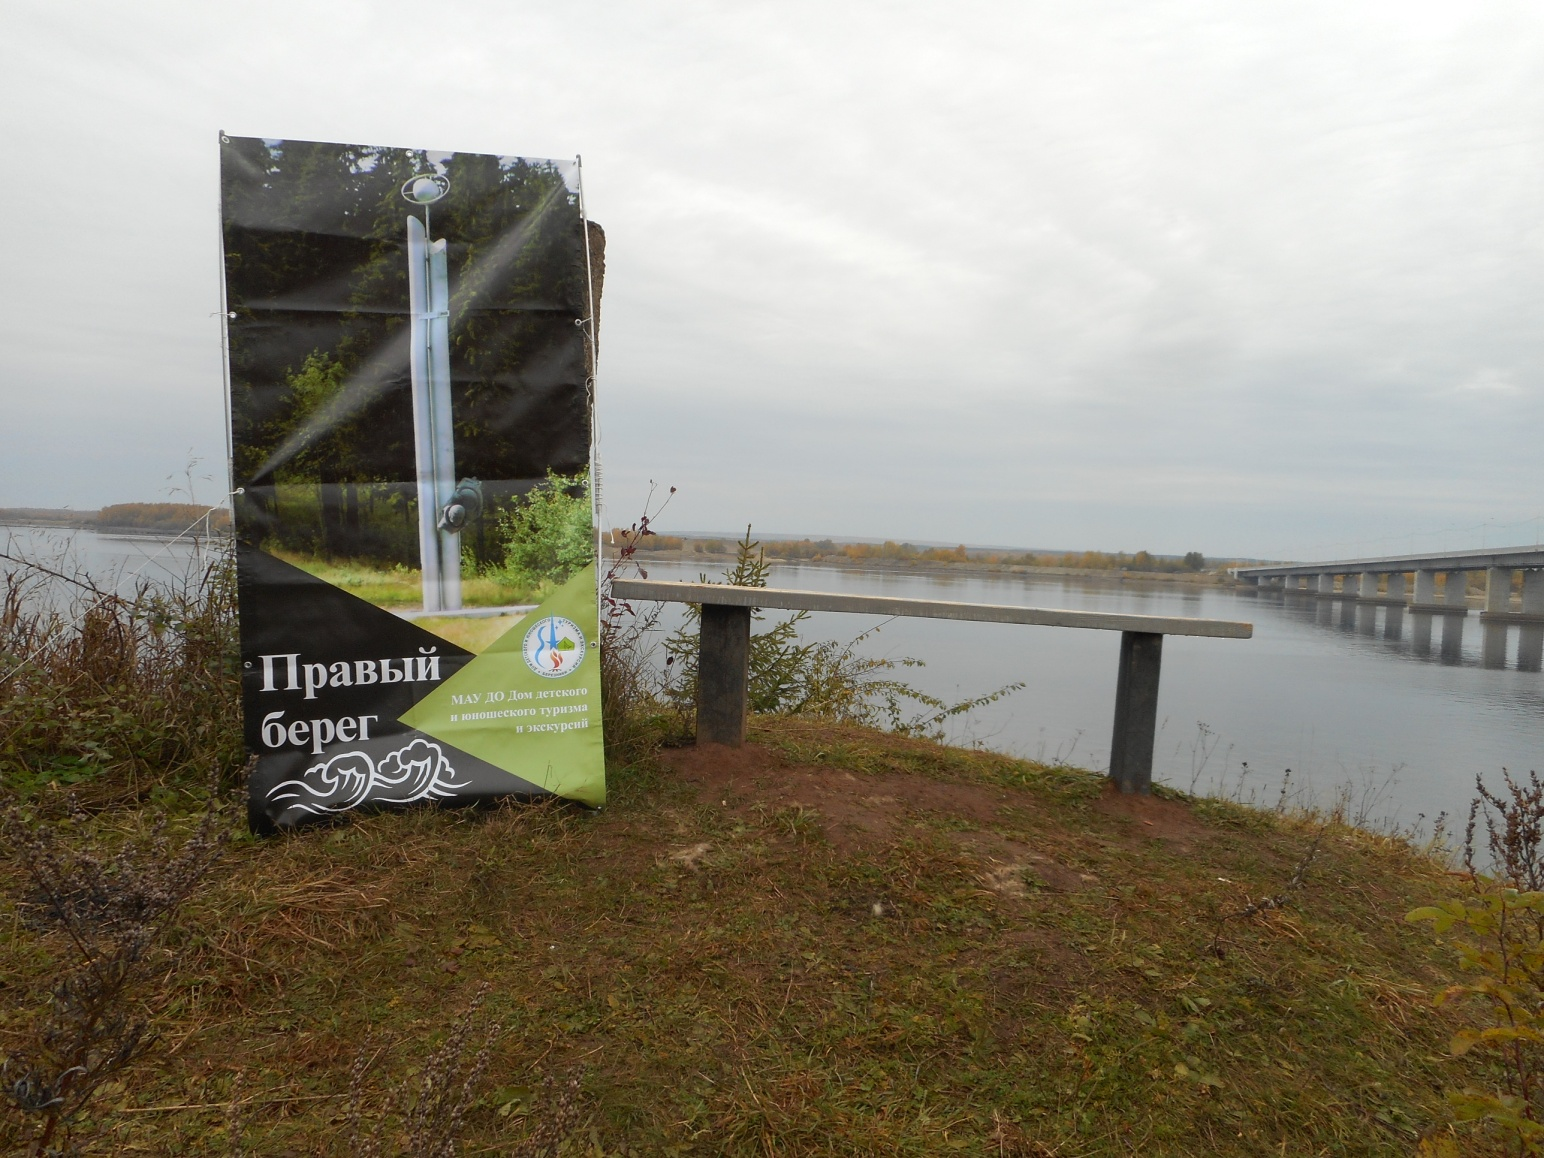 Правый
берег
МАУ ДО Дом детского
и юношеского туризма
и экскурсий